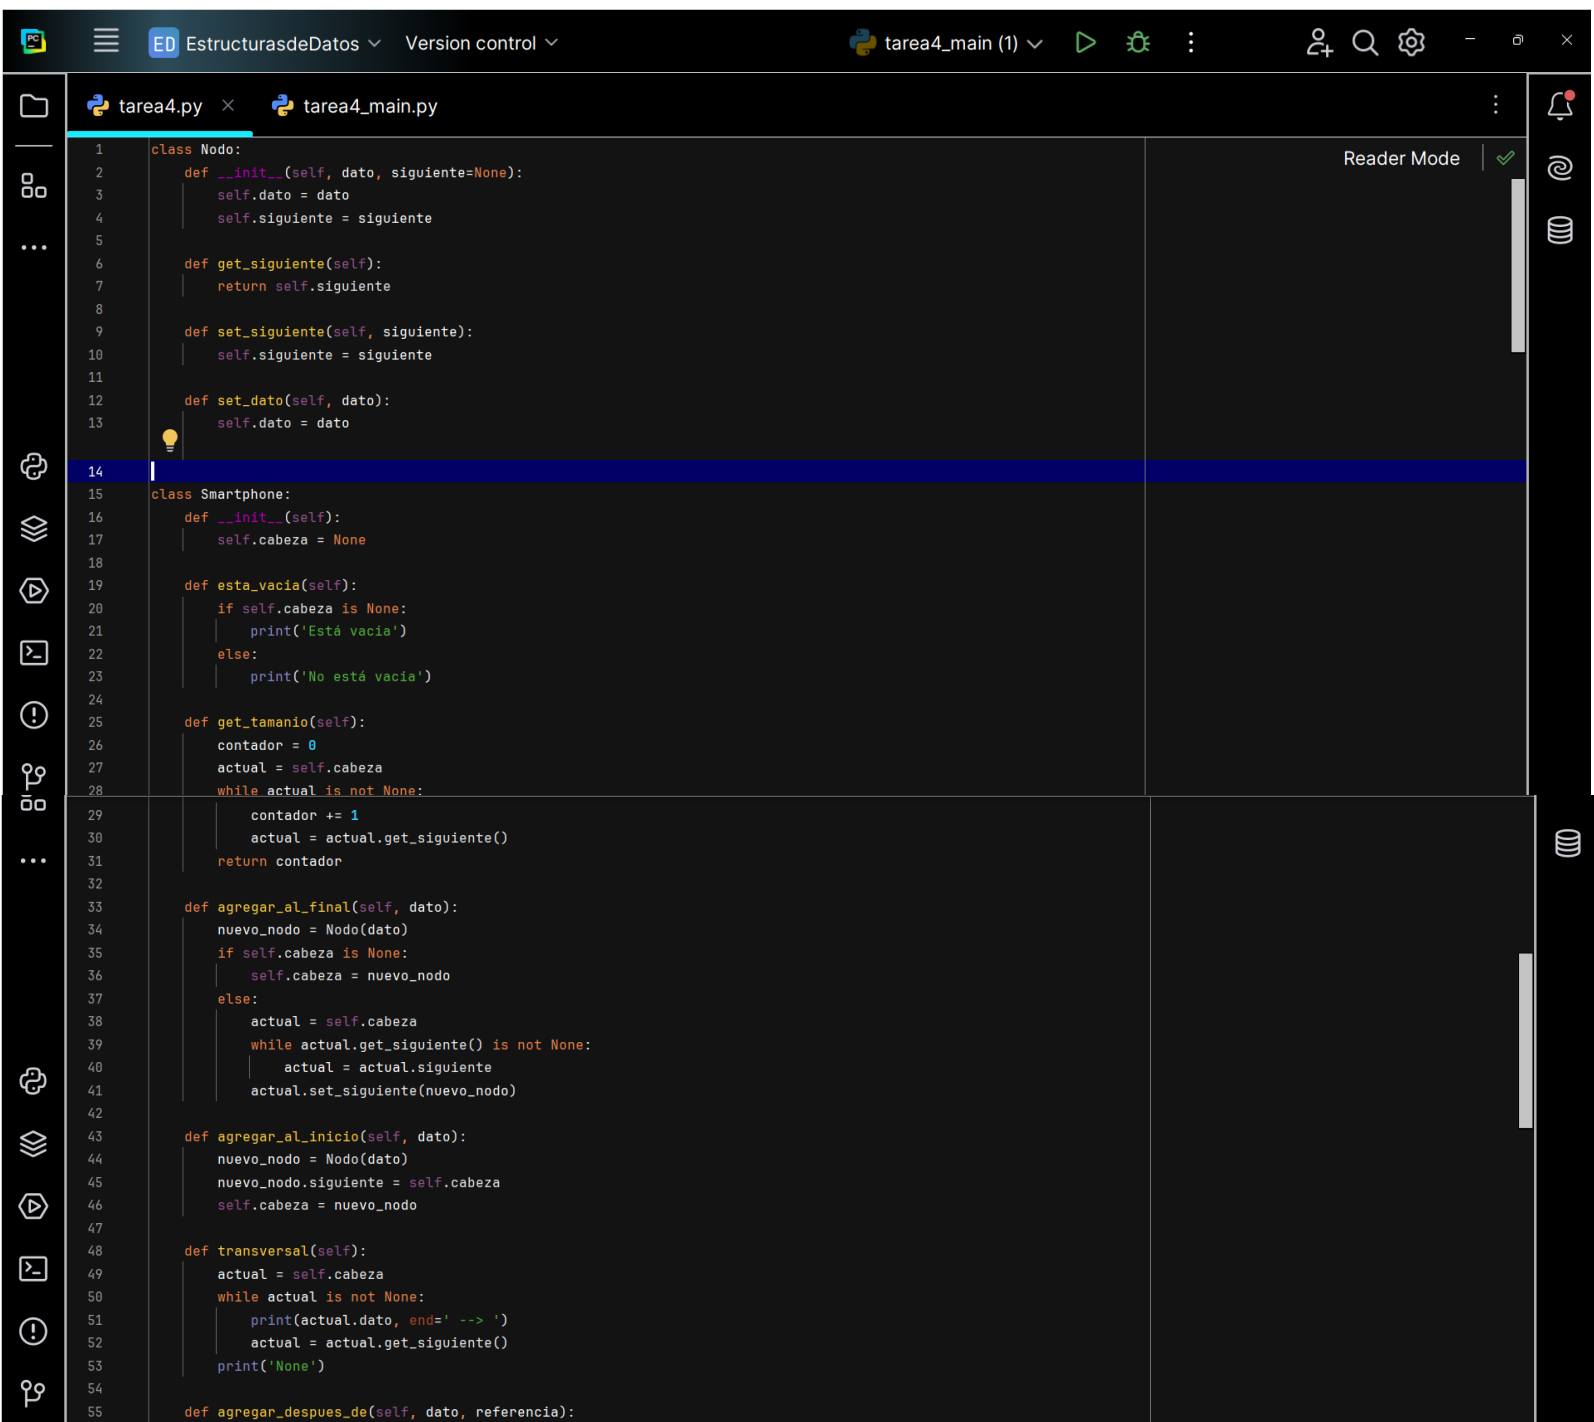 PC
ED EstructurasdeDatos Version control tarea4_main (1)
tarea4.py tarea4_main.py
Reader Mode
1 class Nodo:
2 def __init__(self, dato, siguiente=None):
3 self.dato = dato
4 self.siguiente = siguiente
5
6 def get_siguiente(self):
7 return self.siguiente
8
9 def set_siguiente(self, siguiente):
10 self.siguiente = siguiente
11
12 def set_dato(self, dato):
13 self.dato = dato
14
15 class Smartphone:
16 def __init__(self):
17 self.cabeza = None
18
19 def esta_vacia(self):
20 if self.cabeza is None:
21 print('Está vacia')
22 else:
23 print('No está vacia')
24
25 def get_tamanio(self):
26 contador = 0
27 actual = self.cabeza
28 while actual is not None:
29 contador += 1
30 actual = actual.get_siguiente()
31 return contador
32
33 def agregar_al_final(self, dato):
34 nuevo_nodo = Nodo(dato)
35 if self.cabeza is None:
36 self.cabeza = nuevo_nodo
37 else:
38 actual = self.cabeza
39 while actual.get_siguiente() is not None:
40 actual = actual.siguiente
41 actual.set_siguiente(nuevo_nodo)
42
43 def agregar_al_inicio(self, dato):
44 nuevo_nodo = Nodo(dato)
45 nuevo_nodo.siguiente = self.cabeza
46 self.cabeza = nuevo_nodo
47
48 def transversal(self):
49 actual = self.cabeza
50 while actual is not None:
51 print(actual.dato, end=' --> ')
52 actual = actual.get_siguiente()
53 print('None')
54
55 def agregar_despues_de(self, dato, referencia):